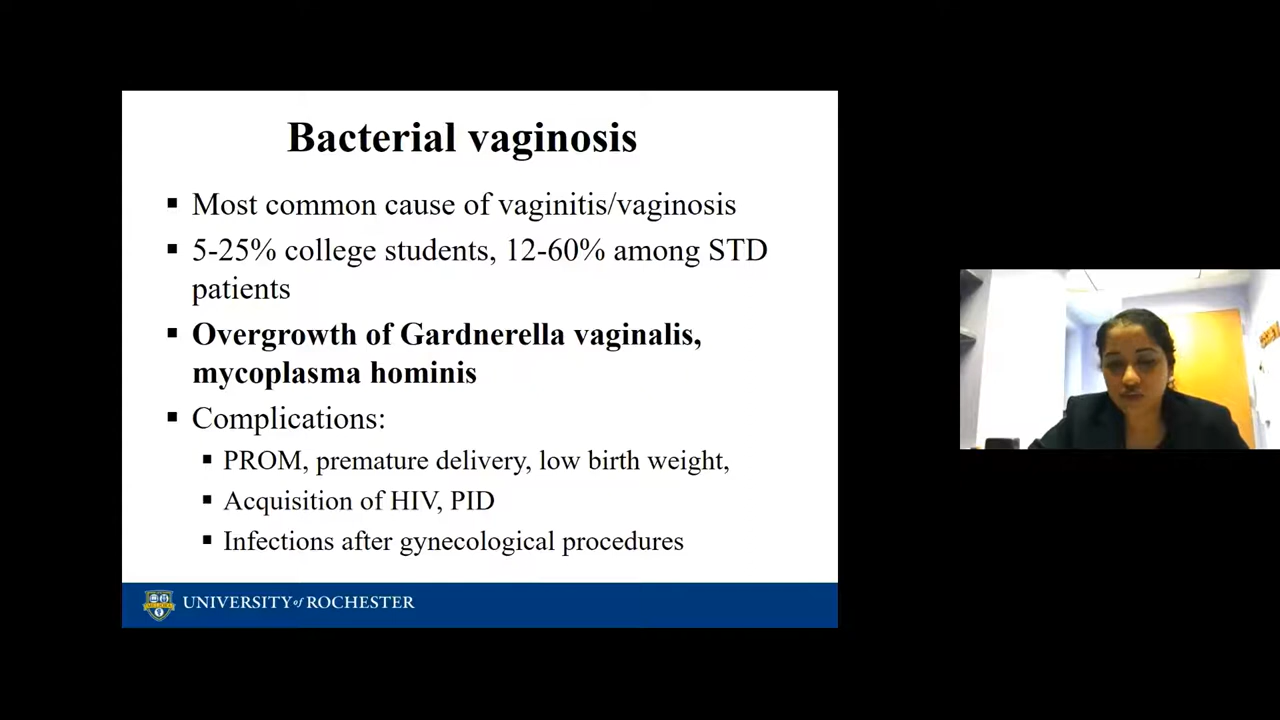 Bacterial vaginosis
▪ Most common cause of vaginitis/vaginosis
▪ 5-25% college students, 12-60% among STD
patients
▪ Overgrowth of Gardnerella vaginalis,
mycoplasma hominis
▪ Complications:
▪ PROM, premature delivery, low birth weight,
▪ Acquisition of HIV, PID
▪ Infections after gynecological procedures
UNIVERSITY of ROCHESTER